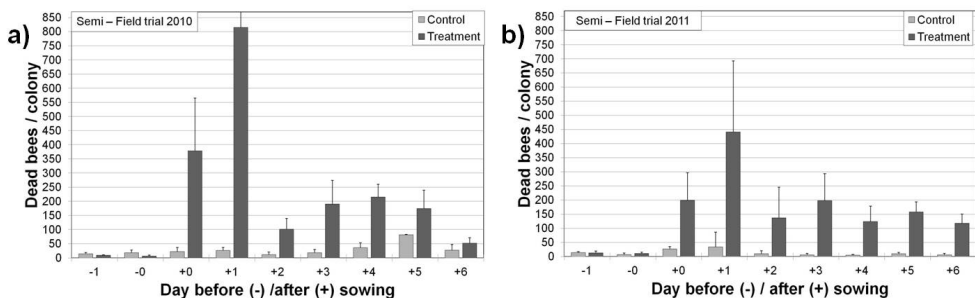 a)
Semi – Field trial 2010
Control
Treatment
Dead bees / colony
850
800
750
700
650
600
550
500
450
400
350
300
250
200
150
100
50
0
-1 -0 +0 +1 +2 +3 +4 +5 +6
Day before (-) /after (+) sowing
b)
Semi – Field trial 2011
Control
Treatment
Dead bees / colony
850
800
750
700
650
600
550
500
450
400
350
300
250
200
150
100
50
0
-1 -0 +0 +1 +2 +3 +4 +5 +6
Day before (-) / after (+) sowing